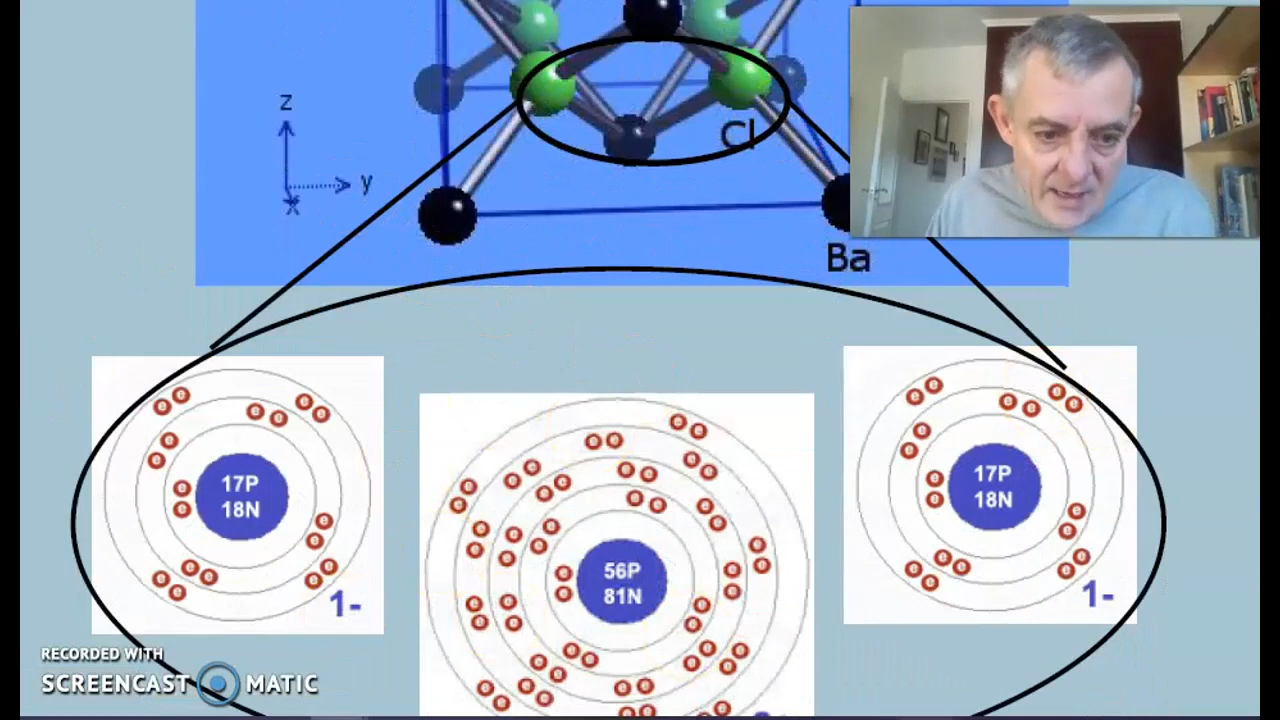 z
y
x
Cl
Ba
17P
18N
1-
56P
81N
17P
18N
1-
e
RECORDED WITH
SCREENCAST MATIC